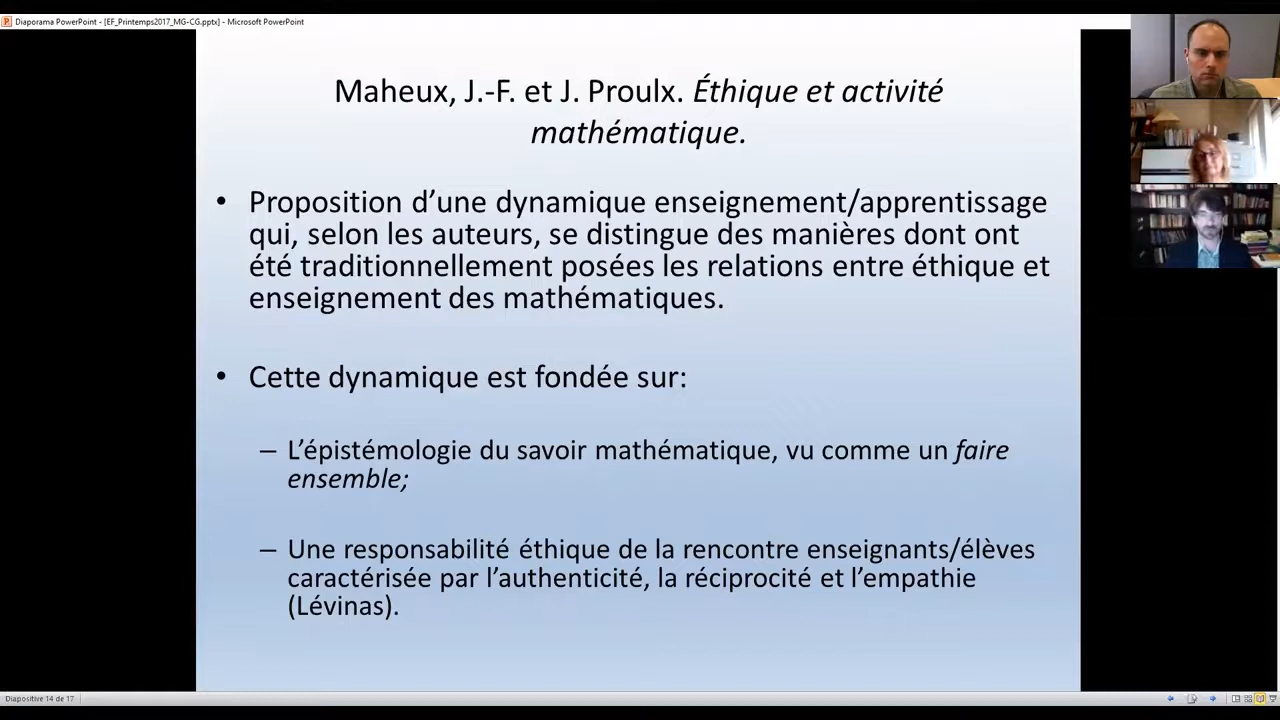 Diaporama PowerPoint - [EF_Printemps2017_MG-CG.pptx] - Microsoft PowerPoint
Maheux, J.-F. et J. Proulx. Éthique et activité
mathématique.
• Proposition d’une dynamique enseignement/apprentissage
qui, selon les auteurs, se distingue des manières dont ont
été traditionnellement posées les relations entre éthique et
enseignement des mathématiques.
• Cette dynamique est fondée sur:
– L’épistémologie du savoir mathématique, vu comme un faire
ensemble;
– Une responsabilité éthique de la rencontre enseignants/élèves
caractérisée par l’authenticité, la réciprocité et l’empathie
(Lévinas).
Diapositive 14 de 17